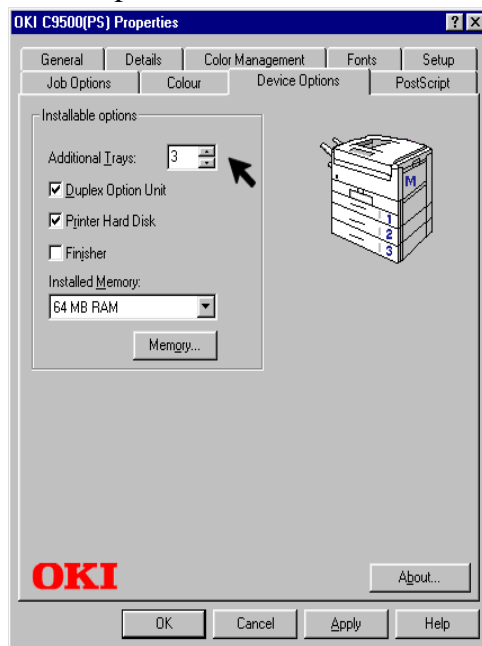 OKI C9500(PS) Properties
General Details Color Management Fonts Setup
Job Options Colour Device Options PostScript
Installable options
Additional Trays: 3
Duplex Option Unit
Printer Hard Disk
Finisher
Installed Memory:
64 MB RAM
Memory...
M
1
2
3
OKI
About...
OK Cancel Apply Help